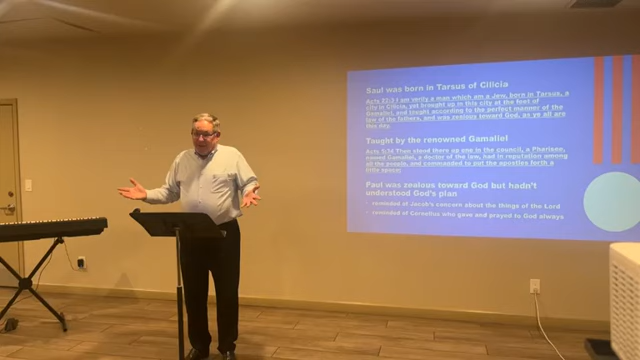 Saul was born in Tarsus of Cilicia
Acts 22:3 I am verily a man which am a Jew, born in Tarsus, a
city in Cilicia, yet brought up in this city at the feet of
Gamaliel, and taught according to the perfect manner of the
law of the fathers, and was zealous toward God, as ye all are
this day.
Taught by the renowned Gamaliel
Acts 5:34 Then stood there up one in the council, a Pharisee,
named Gamaliel, a doctor of the law, had in reputation among
all the people, and commanded to put the apostles forth a
little space;
Paul was zealous toward God but hadn't
understood God's plan
• reminded of Jacob's concern about the things of the Lord
• reminded of Cornelius who gave and prayed to God always